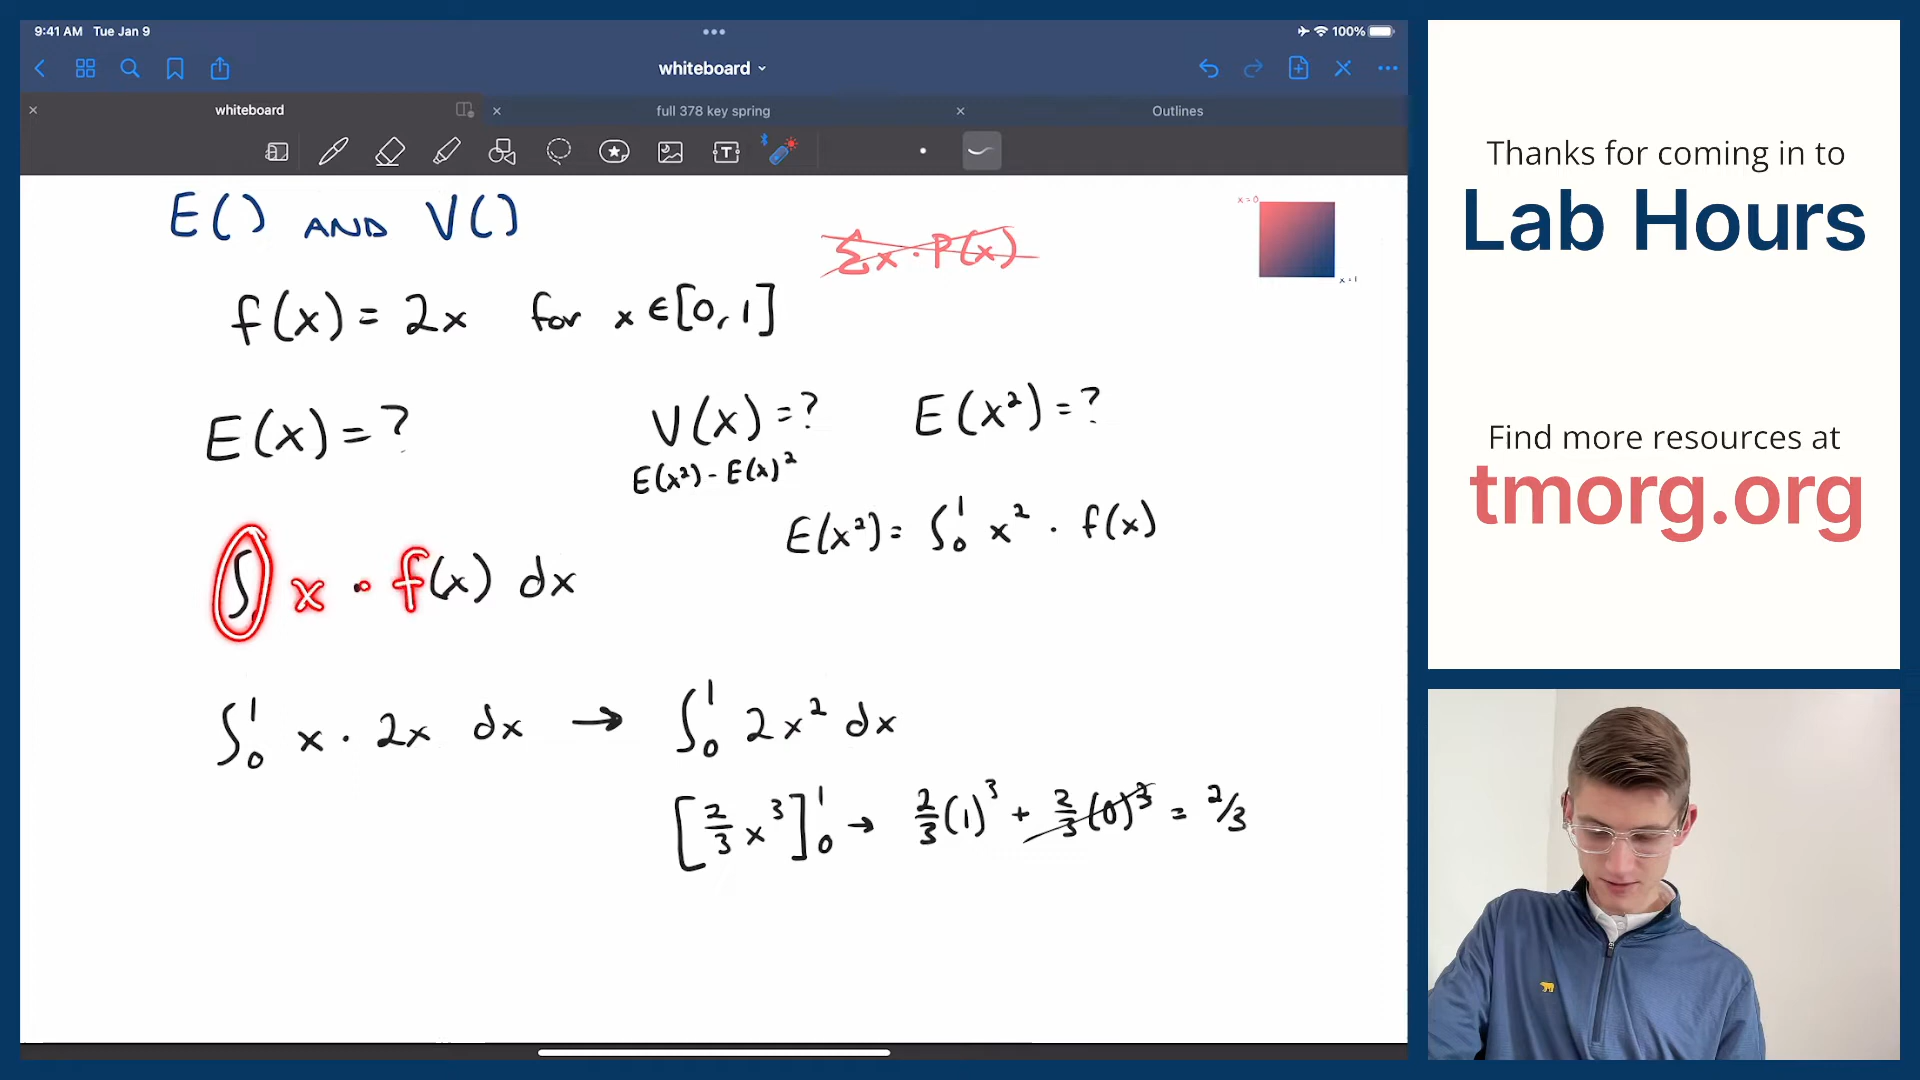 9:41 AM Tue Jan 9
100%
whiteboard
whiteboard
full 378 key spring
Outlines
E() AND V()
Σx · P(x)
x = 0
x = 1
f(x) = 2x for x ∈ [0, 1]
E(x) = ?
V(x) = ?
E(x²) = ?
E(x²) - E(x)²
E(x²) = ∫₀¹ x² · f(x)
∫ x · f(x) dx
∫₀¹ x · 2x dx → ∫₀¹ 2x² dx
[2/3 x³]₀¹ → 2/3 (1)³ + 2/3 (0)³ = 2/3
Thanks for coming in to
Lab Hours
Find more resources at
tmorg.org